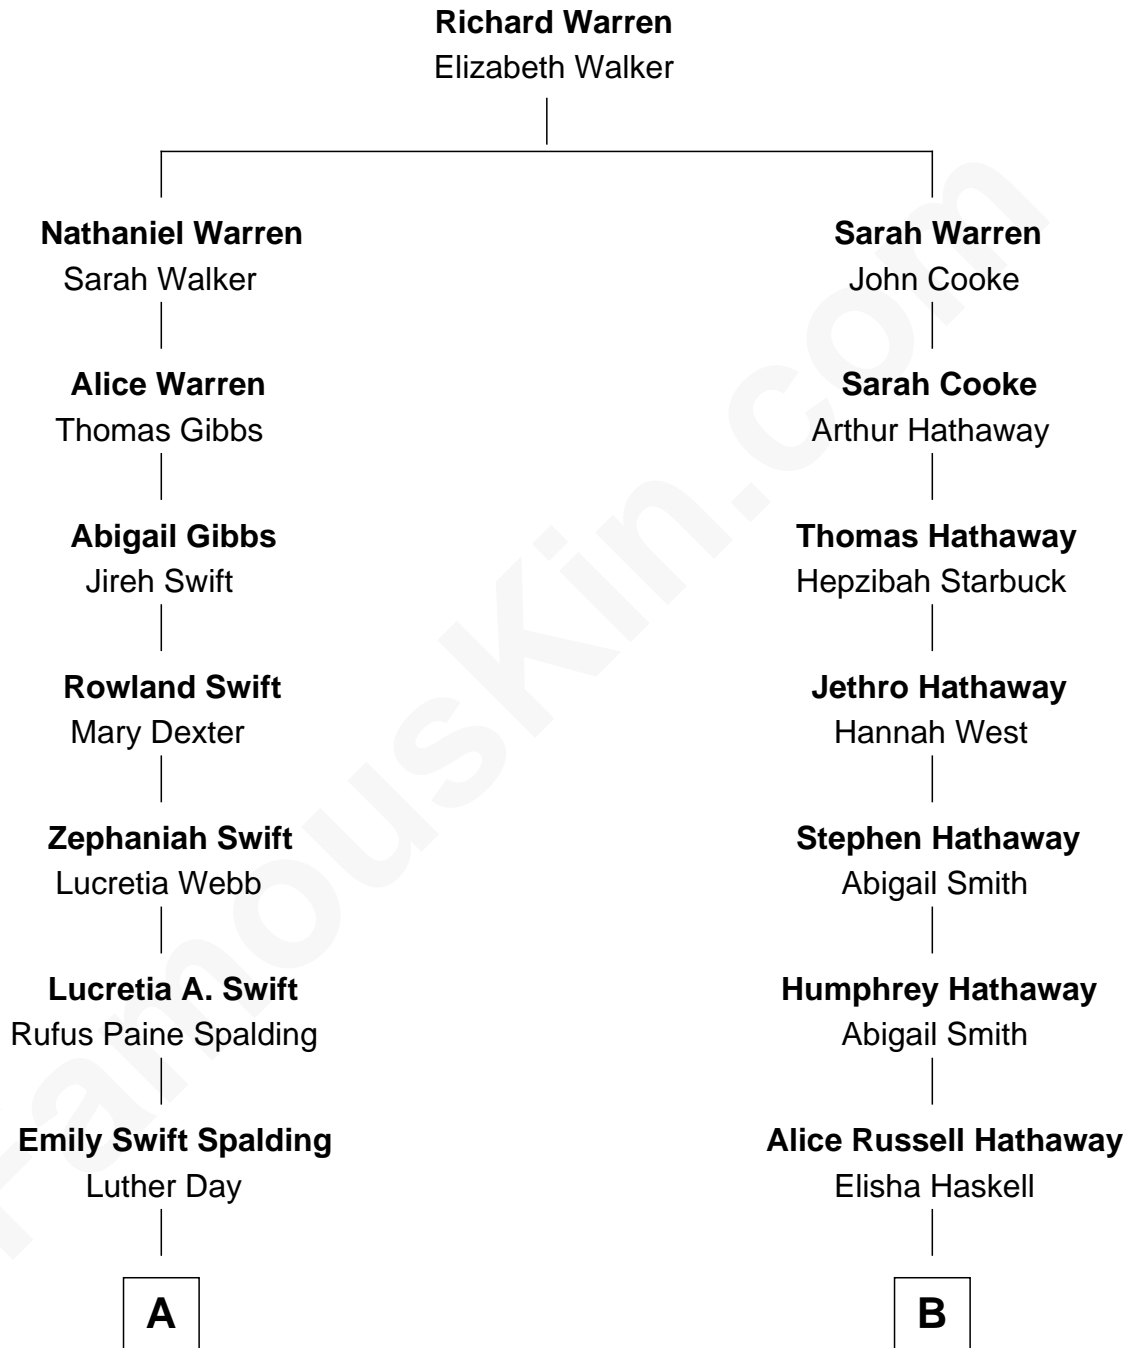 Richard Warren
Elizabeth Walker
Nathaniel Warren
Sarah Walker
Alice Warren
Thomas Gibbs
Abigail Gibbs
Jireh Swift
Rowland Swift
Mary Dexter
Zephaniah Swift
Lucretia Webb
Lucretia A. Swift
Rufus Paine Spalding
Emily Swift Spalding
Luther Day
A
Sarah Warren
John Cooke
Sarah Cooke
Arthur Hathaway
Thomas Hathaway
Hepzibah Starbuck
Jethro Hathaway
Hannah West
Stephen Hathaway
Abigail Smith
Humphrey Hathaway
Abigail Smith
Alice Russell Hathaway
Elisha Haskell
B
FamousKin.com